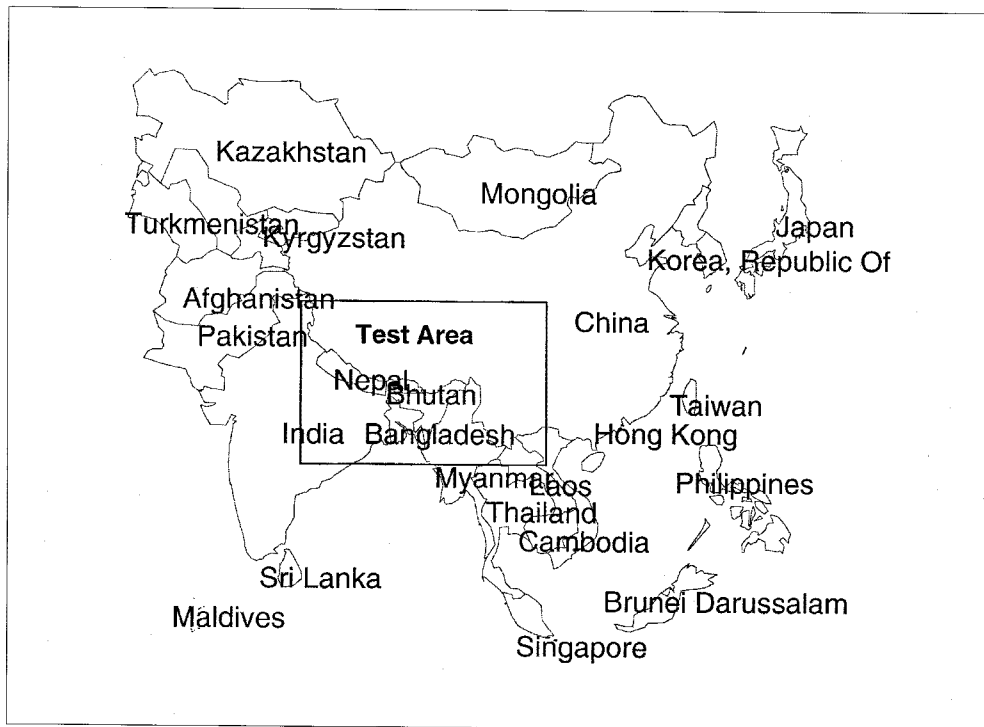 Kazakhstan
Mongolia
Turkmenistan
Kyrgyzstan
Japan
Korea, Republic Of
Afghanistan
Pakistan
Test Area
China
Nepal
Bhutan
Taiwan
India
Bangladesh
Hong Kong
Myanmar
Laos
Philippines
Thailand
Cambodia
Sri Lanka
Maldives
Brunei Darussalam
Singapore